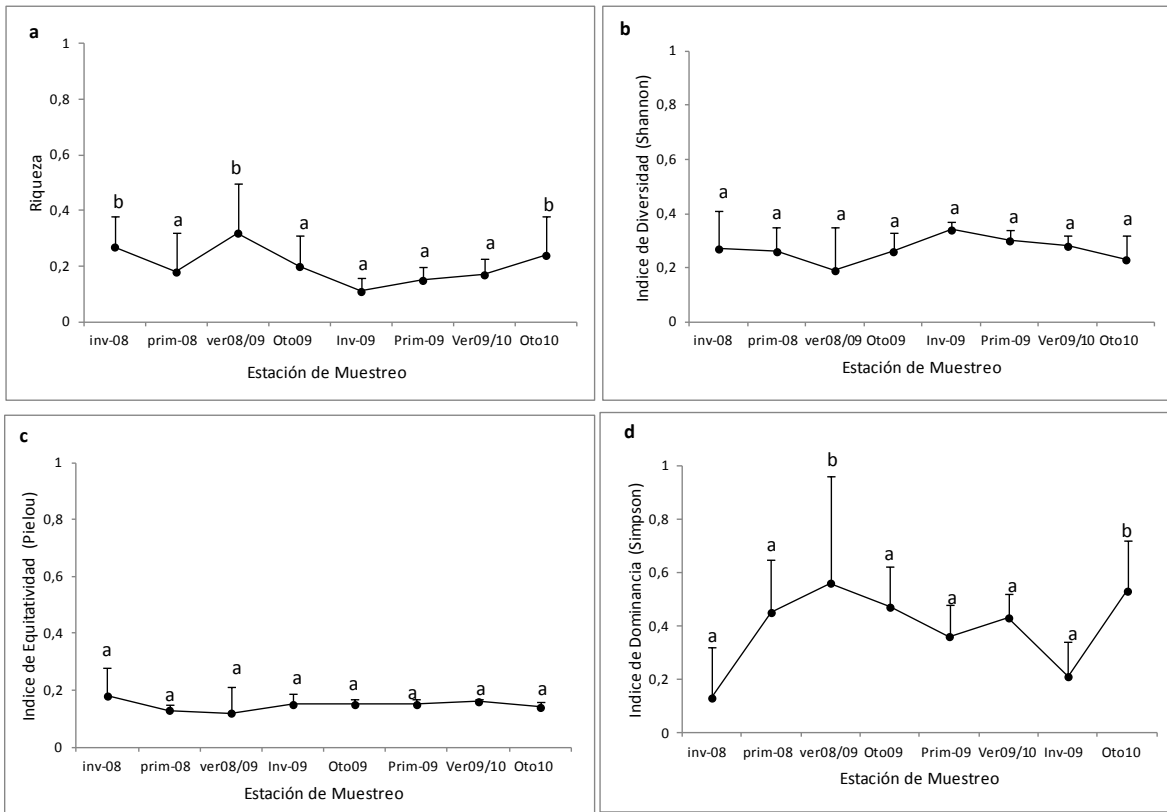 a
Riqueza
1
0,8
0,6
0,4
0,2
0
b
a
b
a
a
a
a
b
inv-08 prim-08 ver08/09 Oto09 Inv-09 Prim-09 Ver09/10 Oto10
Estación de Muestreo
b
Indice de Diversidad (Shannon)
1
0,8
0,6
0,4
0,2
0
a
a
a
a
a
a
a
a
inv-08 prim-08 ver08/09 Oto09 Inv-09 Prim-09 Ver09/10 Oto10
Estación de Muestreo
c
Indice de Equitatividad (Pielou)
1
0,8
0,6
0,4
0,2
0
a
a
a
a
a
a
a
a
inv-08 prim-08 ver08/09 Inv-09 Oto09 Prim-09 Ver09/10 Oto10
Estación de Muestreo
d
Indice de Dominancia (Simpson)
1
0,8
0,6
0,4
0,2
0
a
a
b
a
a
a
a
b
inv-08 prim-08 ver08/09 Oto09 Prim-09 Ver09/10 Inv-09 Oto10
Estación de Muestreo